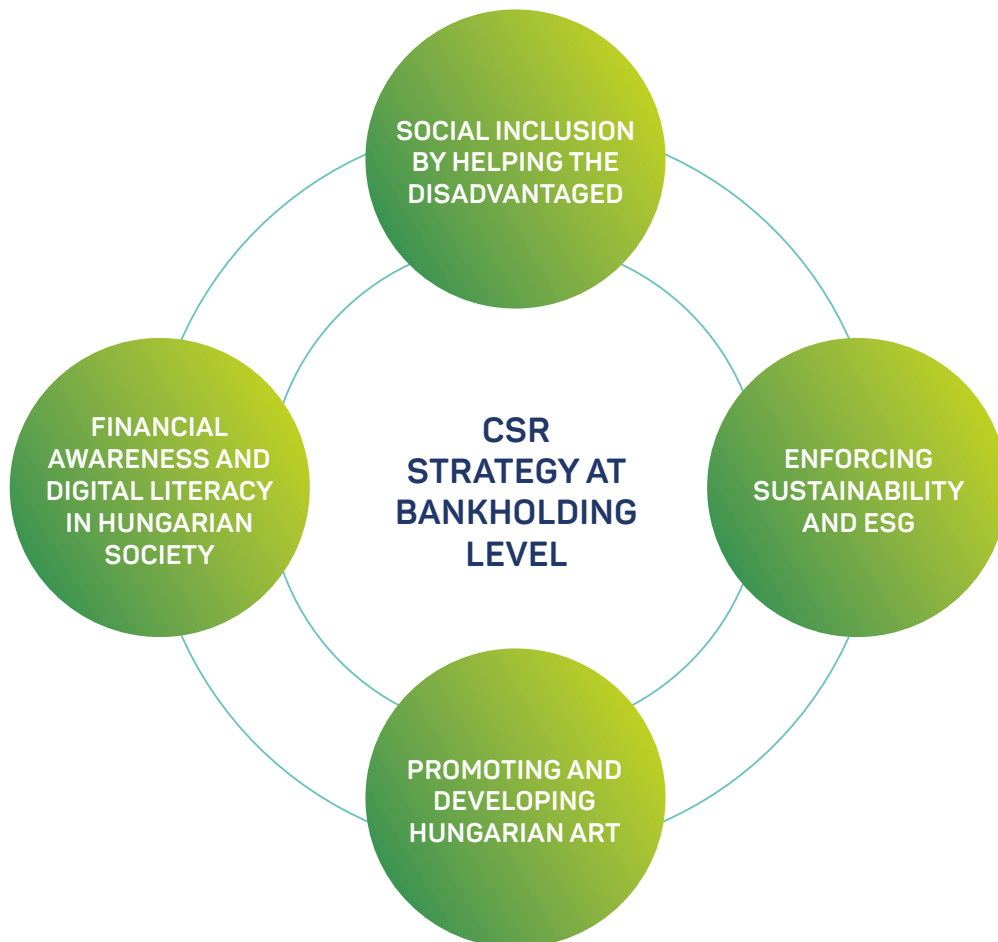 SOCIAL INCLUSION
BY HELPING THE
DISADVANTAGED
FINANCIAL
AWARENESS AND
DIGITAL LITERACY
IN HUNGARIAN
SOCIETY
CSR
STRATEGY AT
BANKHOLDING
LEVEL
ENFORCING
SUSTAINABILITY
AND ESG
PROMOTING AND
DEVELOPING
HUNGARIAN ART